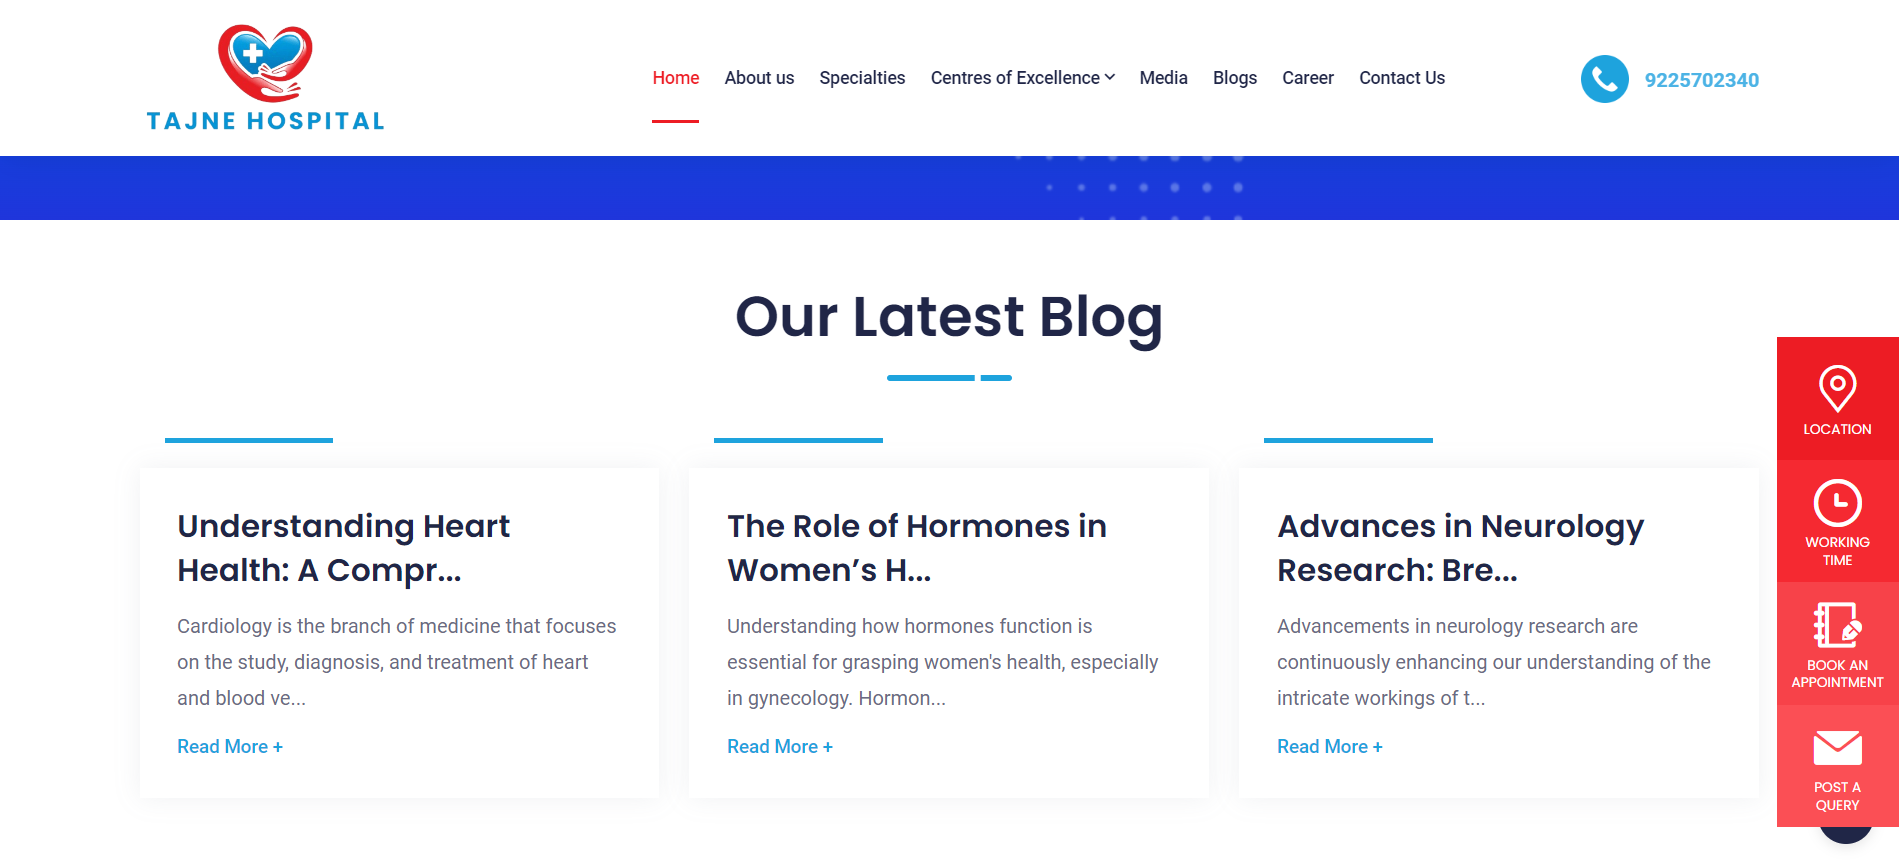 TAJNE HOSPITAL
Home About us Specialties Centres of Excellence Media Blogs Career Contact Us
9225702340
Our Latest Blog
Understanding Heart
Health: A Compr...
Cardiology is the branch of medicine that focuses
on the study, diagnosis, and treatment of heart
and blood ve...
Read More +
The Role of Hormones in
Women’s H...
Understanding how hormones function is
essential for grasping women's health, especially
in gynecology. Hormon...
Read More +
Advances in Neurology
Research: Bre...
Advancements in neurology research are
continuously enhancing our understanding of the
intricate workings of t...
Read More +
LOCATION
WORKING
TIME
BOOK AN
APPOINTMENT
POST A
QUERY